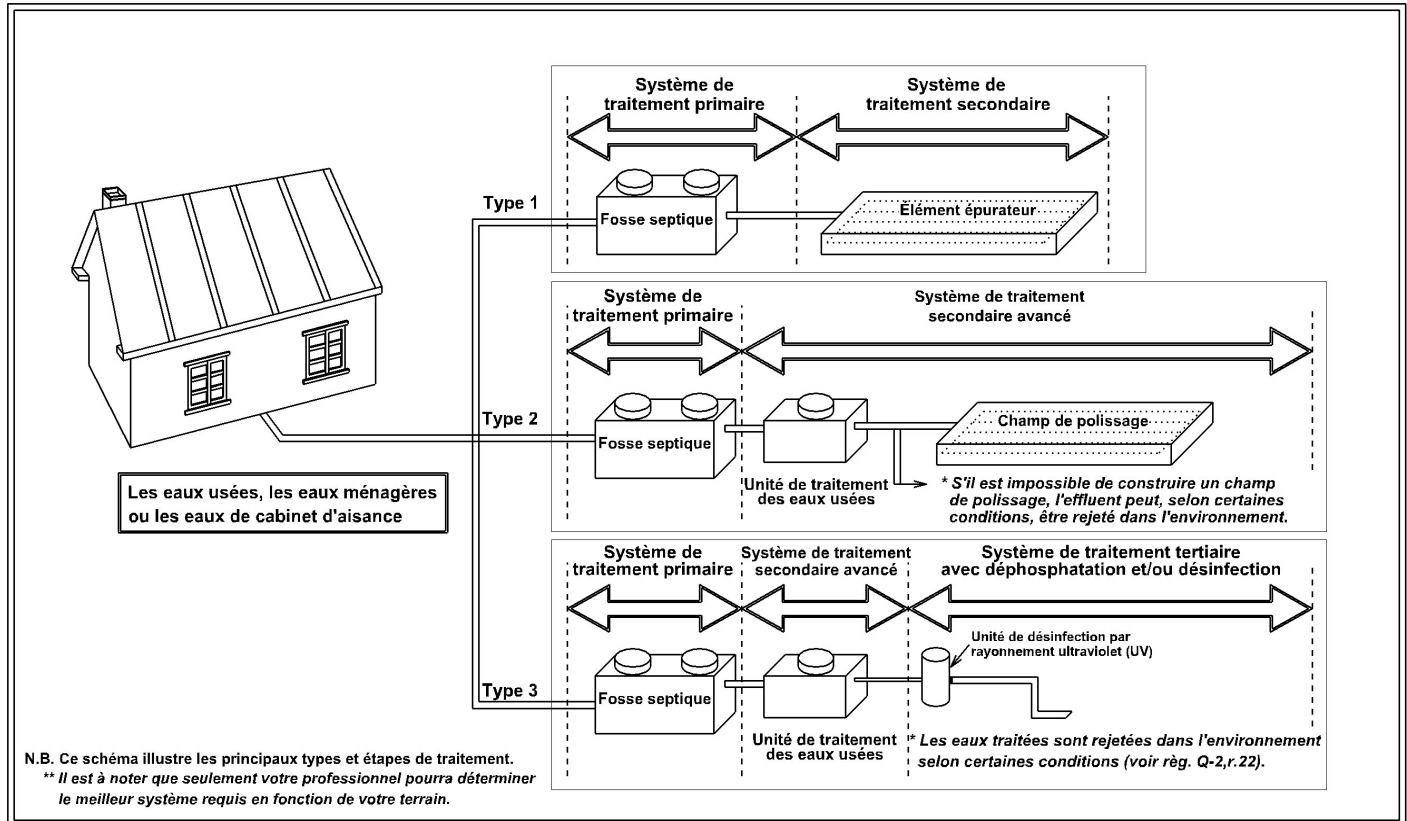 Système de
traitement primaire
Système de
traitement secondaire
Type 1
Fosse septique
Élément épurateur
Système de
traitement primaire
Système de traitement
secondaire avancé
Type 2
Fosse septique
Champ de polissage
Unité de traitement
des eaux usées
* S'il est impossible de construire un champ
de polissage, l'effluent peut, selon certaines
conditions, être rejeté dans l'environnement.
Les eaux usées, les eaux ménagères
ou les eaux de cabinet d'aisance
Système de
traitement primaire
Système de traitement
secondaire avancé
Système de traitement tertiaire
avec déphosphatation et/ou désinfection
Unité de désinfection par
rayonnement ultraviolet (UV)
Type 3
Fosse septique
Unité de traitement
des eaux usées
* Les eaux traitées sont rejetées dans l'environnement
selon certaines conditions (voir règ. Q-2,r.22).
N.B. Ce schéma illustre les principaux types et étapes de traitement.
** Il est à noter que seulement votre professionnel pourra déterminer
le meilleur système requis en fonction de votre terrain.